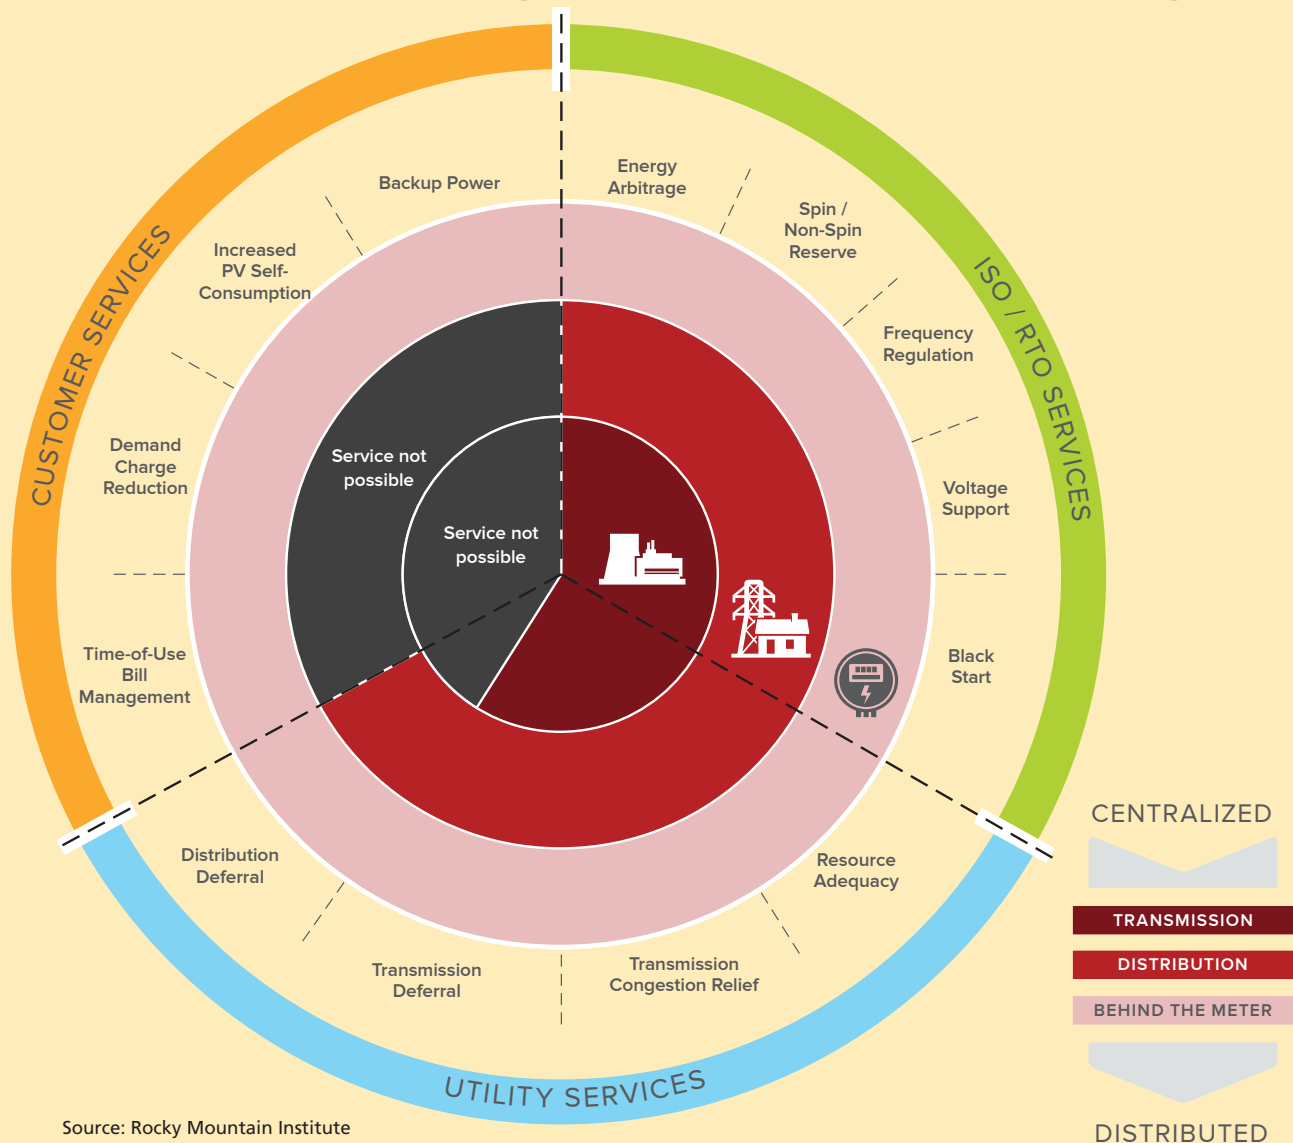 Backup Power
Energy
Arbitrage
Spin /
Non-Spin
Reserve
Increased
PV Self-
Consumption
Frequency
Regulation
CUSTOMER SERVICES
ISO / RTO SERVICES
Demand
Charge
Reduction
Service not
possible
Voltage
Support
Service not
possible
Time-of-Use
Bill
Management
Black
Start
Distribution
Deferral
Resource
Adequacy
Transmission
Deferral
Transmission
Congestion Relief
UTILITY SERVICES
CENTRALIZED
TRANSMISSION
DISTRIBUTION
BEHIND THE METER
DISTRIBUTED
Source: Rocky Mountain Institute